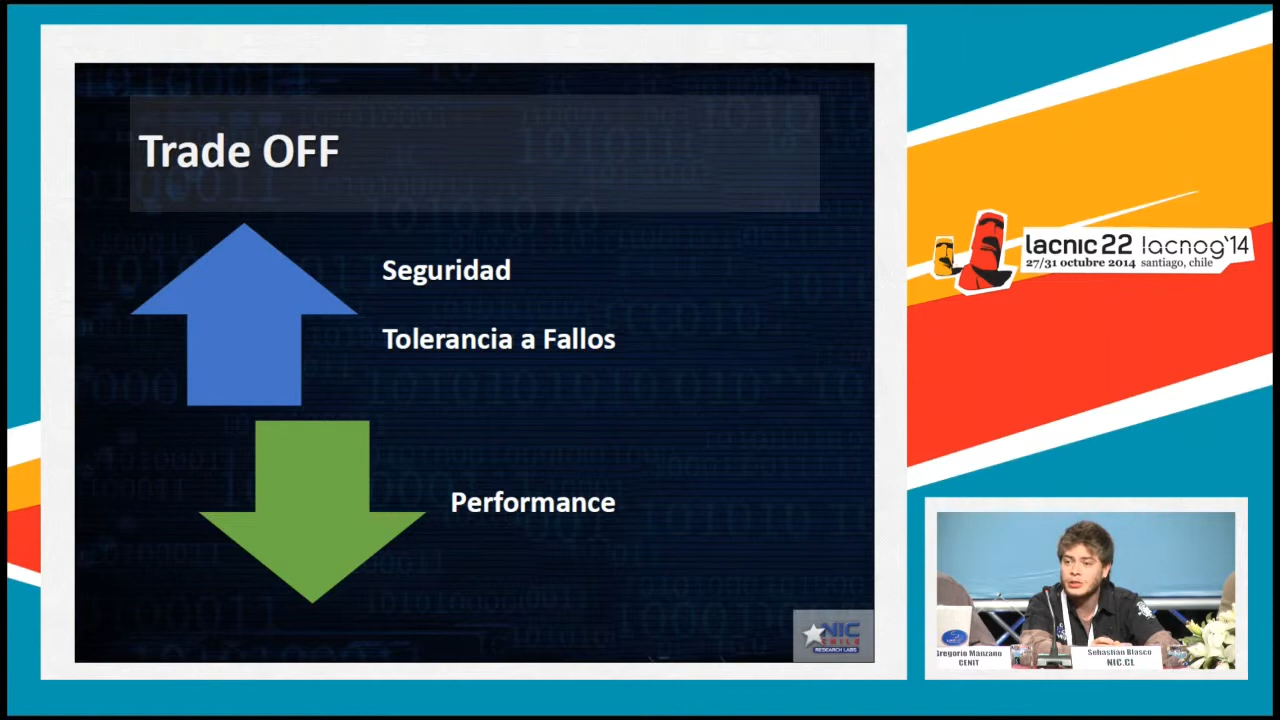 Trade OFF
Seguridad
Tolerancia a Fallos
Performance
NIC
CHILE
RESEARCH LABS
lacnic 22 lacnog'14
27/31 octubre 2014 santiago, chile
Gregorio Manzano
CENIT
Sebastian Blasco
NIC.CL